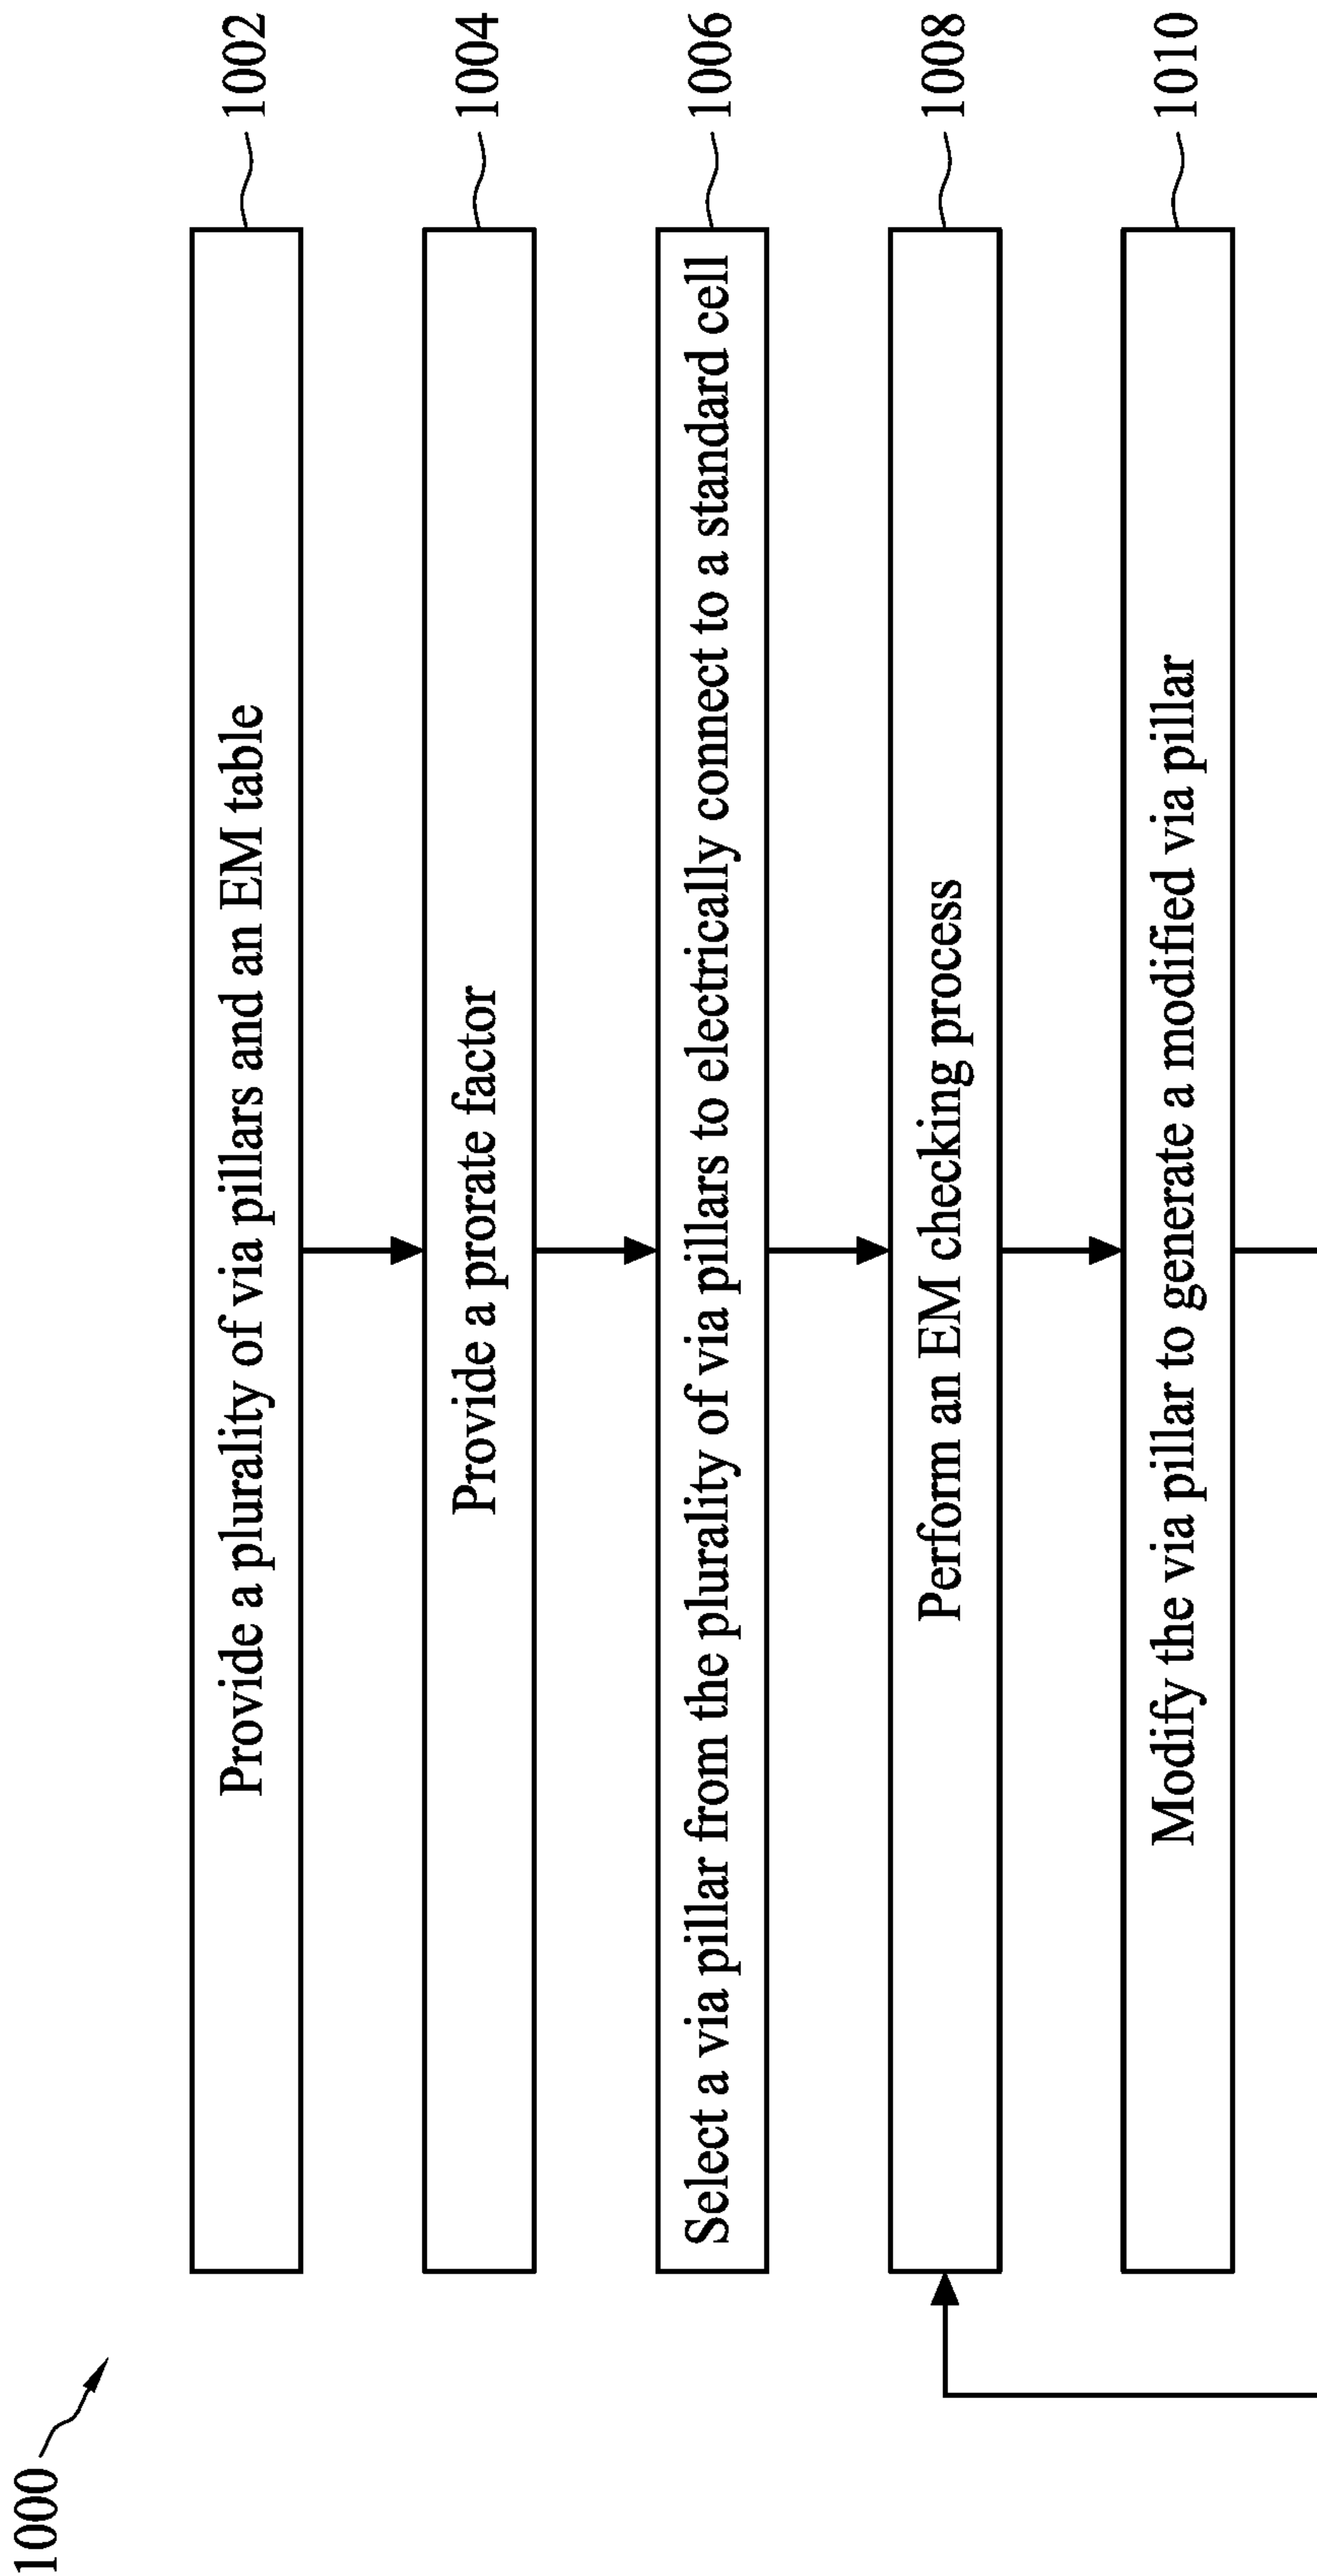 1000
Provide a plurality of via pillars and an EM table
1002
Provide a prorate factor
1004
Select a via pillar from the plurality of via pillars to electrically connect to a standard cell
1006
Perform an EM checking process
1008
Modify the via pillar to generate a modified via pillar
1010